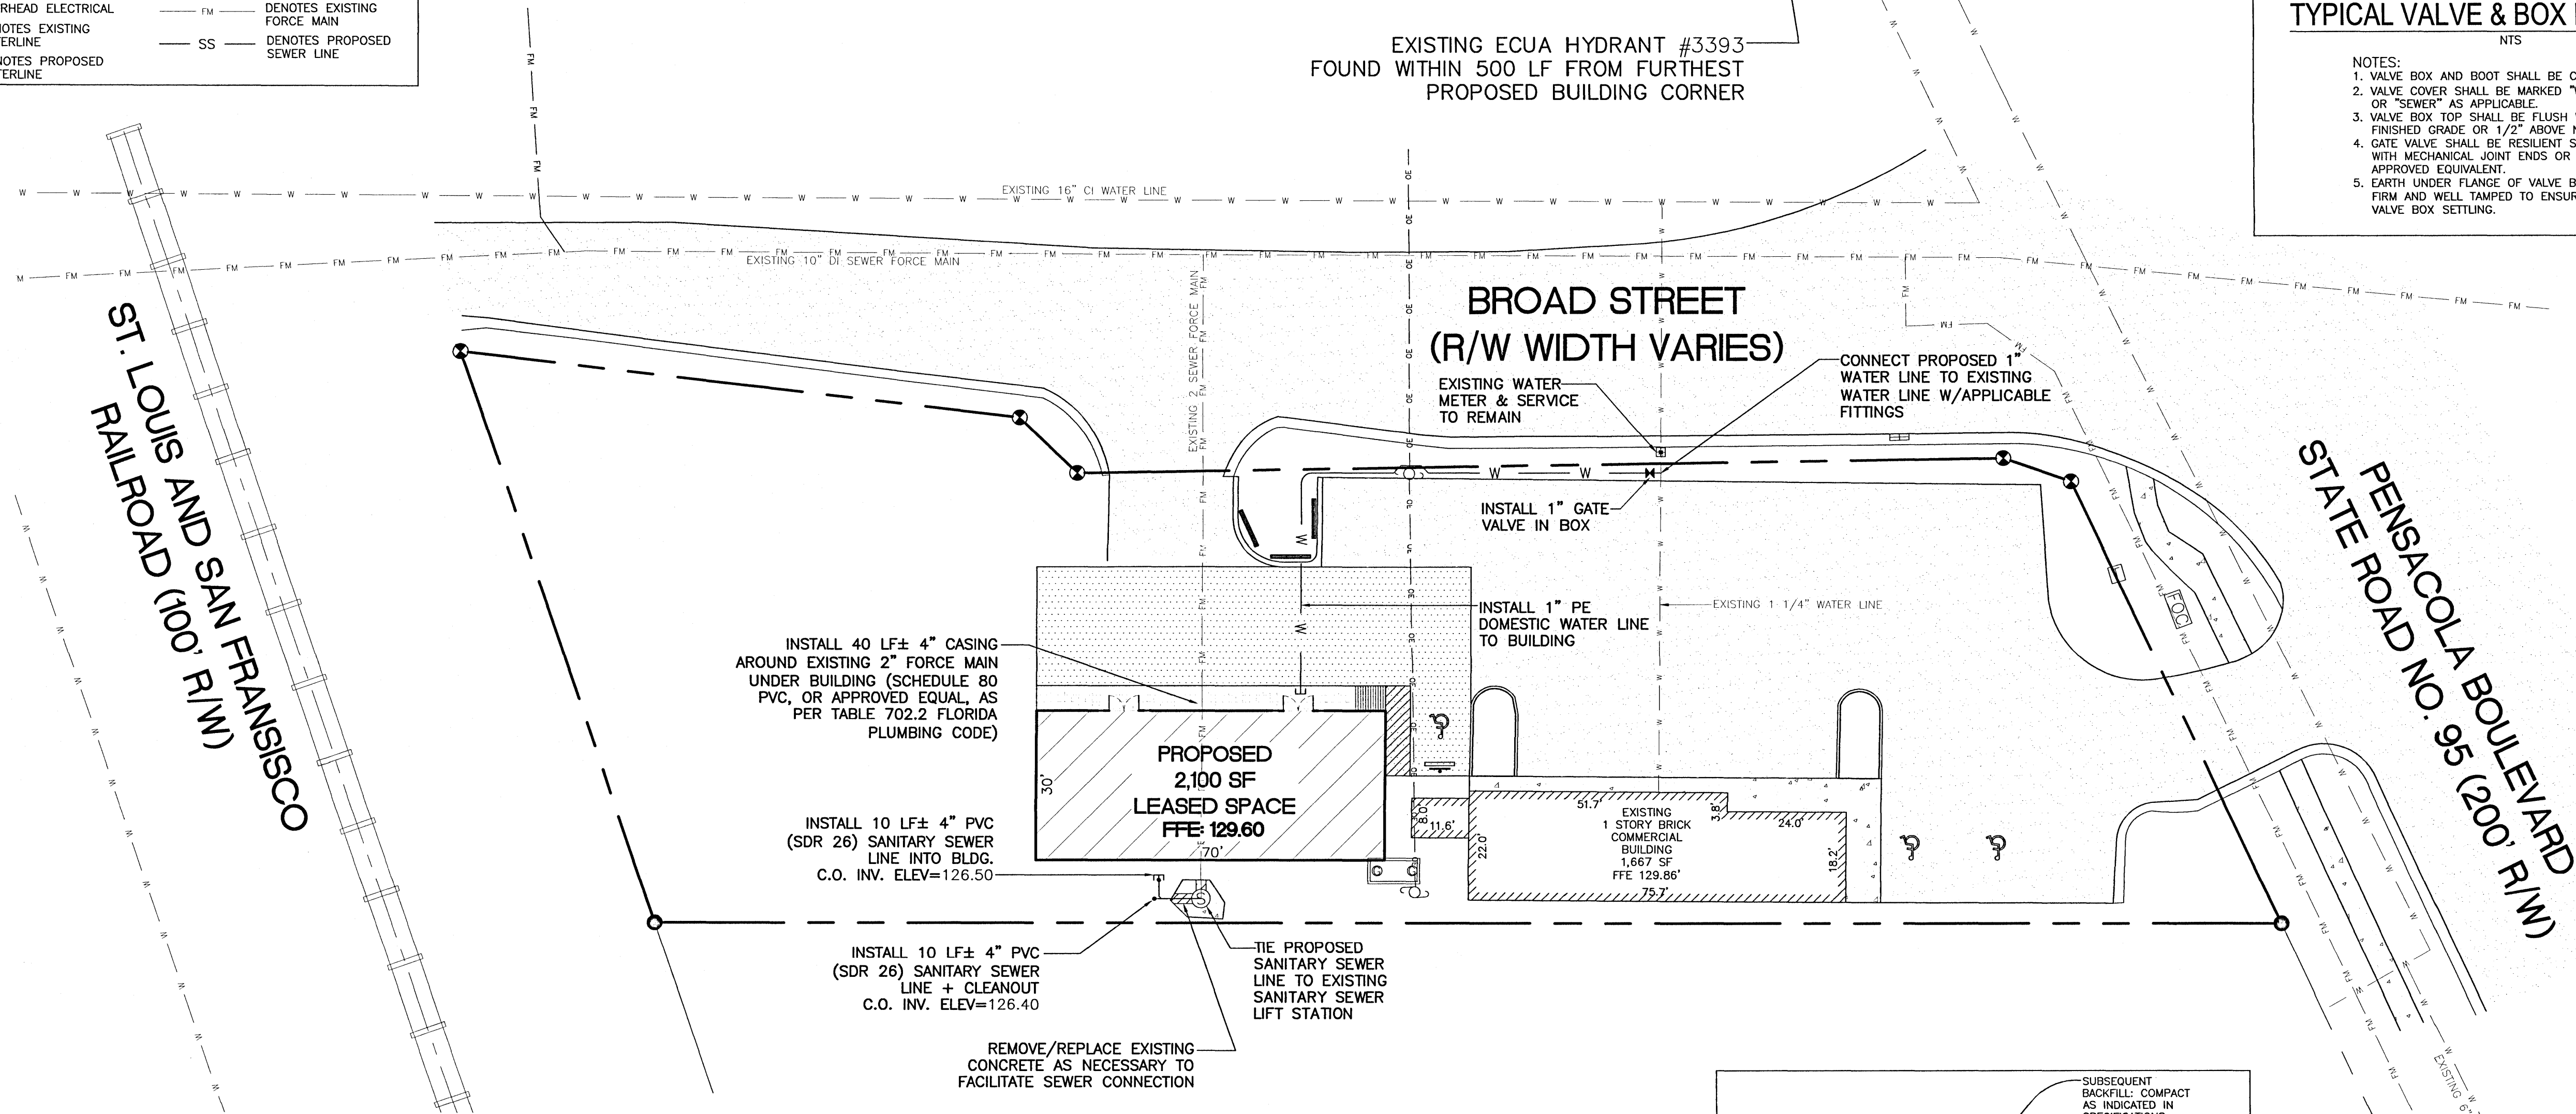 RHEAD ELECTRICAL
NOTES EXISTING
TERLINE
NOTES PROPOSED
TERLINE
FM
DENOTES EXISTING
FORCE MAIN
SS
DENOTES PROPOSED
SEWER LINE
EXISTING ECUA HYDRANT #3393
FOUND WITHIN 500 LF FROM FURTHEST
PROPOSED BUILDING CORNER
TYPICAL VALVE & BOX
NTS
NOTES:
1. VALVE BOX AND BOOT SHALL BE C
2. VALVE COVER SHALL BE MARKED "
OR "SEWER" AS APPLICABLE.
3. VALVE BOX TOP SHALL BE FLUSH
FINISHED GRADE OR 1/2" ABOVE N
4. GATE VALVE SHALL BE RESILIENT S
WITH MECHANICAL JOINT ENDS OR
APPROVED EQUIVALENT.
5. EARTH UNDER FLANGE OF VALVE B
FIRM AND WELL TAMPED TO ENSUR
VALVE BOX SETTLING.
EXISTING 16" CI WATER LINE
EXISTING 10" DI SEWER FORCE MAIN
EXISTING 2 SEWER FORCE MAIN
ST. LOUIS AND SAN FRANSISCO
RAILROAD (100' R/W)
BROAD STREET
(R/W WIDTH VARIES)
EXISTING WATER
METER & SERVICE
TO REMAIN
CONNECT PROPOSED 1"
WATER LINE TO EXISTING
WATER LINE W/APPLICABLE
FITTINGS
INSTALL 1" GATE
VALVE IN BOX
INSTALL 1" PE
DOMESTIC WATER LINE
TO BUILDING
EXISTING 1 1/4" WATER LINE
FOC
PENSACOLA BOULEVARD
STATE ROAD NO. 95 (200' R/W)
INSTALL 40 LF± 4" CASING
AROUND EXISTING 2" FORCE MAIN
UNDER BUILDING (SCHEDULE 80
PVC, OR APPROVED EQUAL, AS
PER TABLE 702.2 FLORIDA
PLUMBING CODE)
PROPOSED
2,100 SF
LEASED SPACE
FFE: 129.60
30'
70'
INSTALL 10 LF± 4" PVC
(SDR 26) SANITARY SEWER
LINE INTO BLDG.
C.O. INV. ELEV=126.50
8.0'
11.6'
22.0'
51.7'
3.8'
24.0'
18.2'
75.7'
EXISTING
1 STORY BRICK
COMMERCIAL
BUILDING
1,667 SF
FFE 129.86'
INSTALL 10 LF± 4" PVC
(SDR 26) SANITARY SEWER
LINE + CLEANOUT
C.O. INV. ELEV=126.40
S
TIE PROPOSED
SANITARY SEWER
LINE TO EXISTING
SANITARY SEWER
LIFT STATION
REMOVE/REPLACE EXISTING
CONCRETE AS NECESSARY TO
FACILITATE SEWER CONNECTION
SUBSEQUENT
BACKFILL: COMPACT
AS INDICATED IN
EXISTING 6"